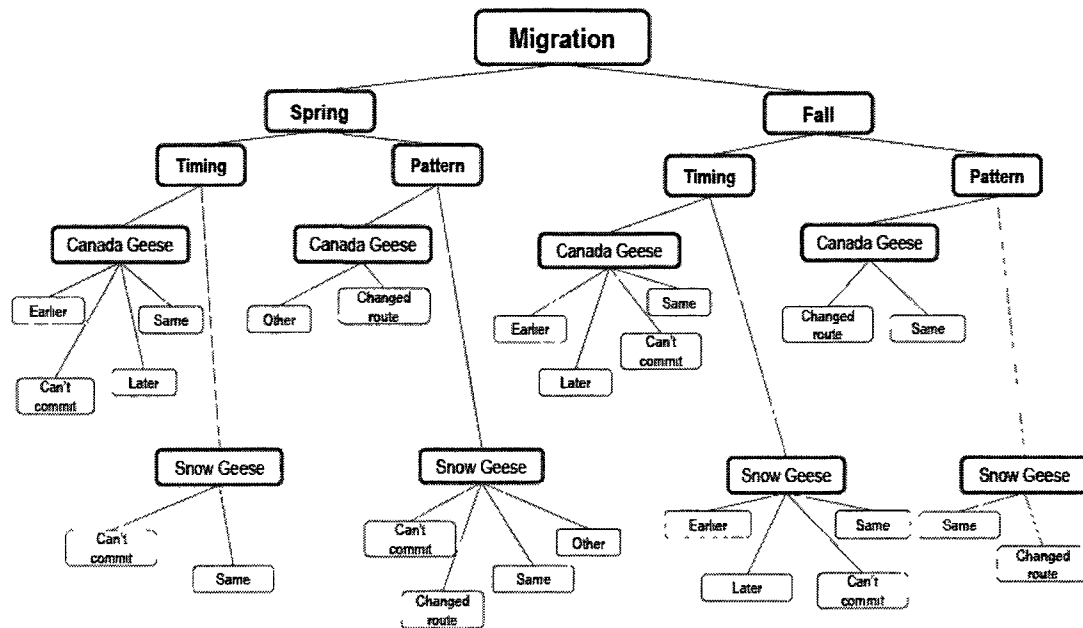 Migration
Spring
Fall
Timing
Pattern
Timing
Pattern
Canada Geese
Canada Geese
Canada Geese
Canada Geese
Earlier
Same
Other
Changed
route
Earlier
Same
Changed
route
Same
Can't
commit
Later
Later
Can't
commit
Snow Geese
Snow Geese
Snow Geese
Snow Geese
Can't
commit
Same
Can't
commit
Other
Changed
route
Same
Earlier
Same
Later
Can't
commit
Same
Changed
route